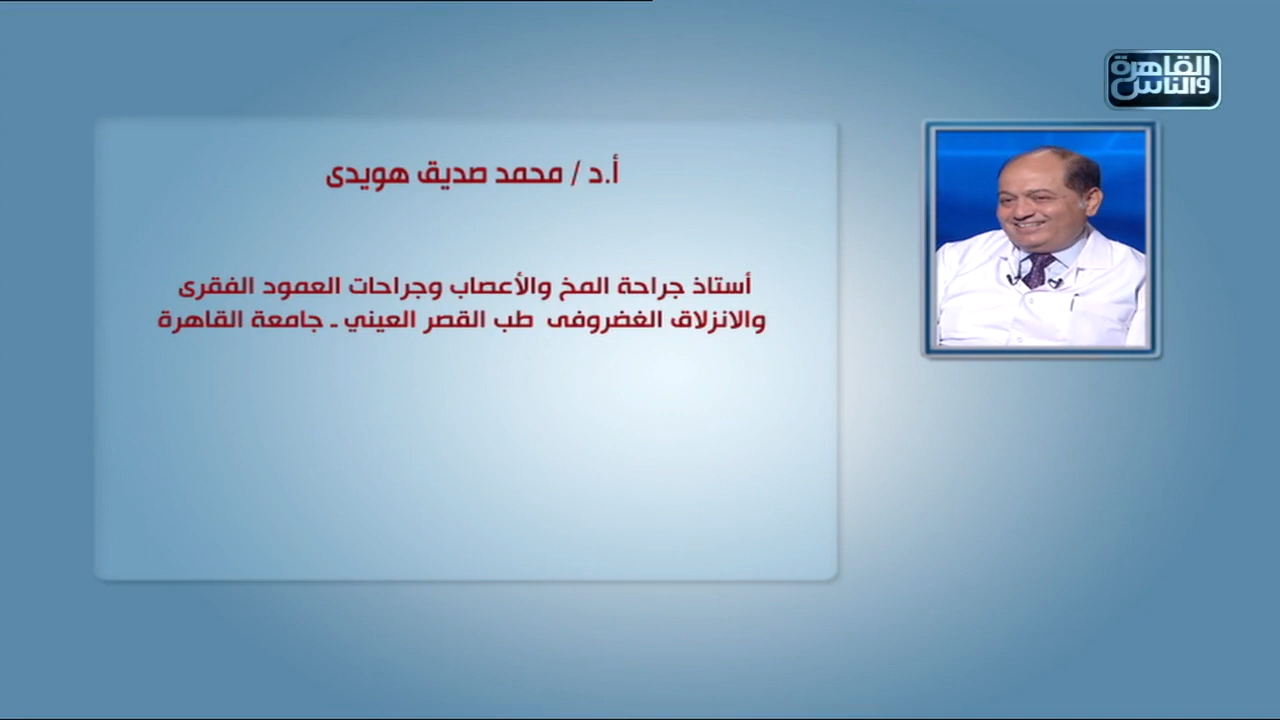 القاهرة
والناس
أ.د / محمد صديق هويدى
أستاذ جراحة المخ والأعصاب وجراحات العمود الفقرى
والانزلاق الغضروفى طب القصر العيني - جامعة القاهرة